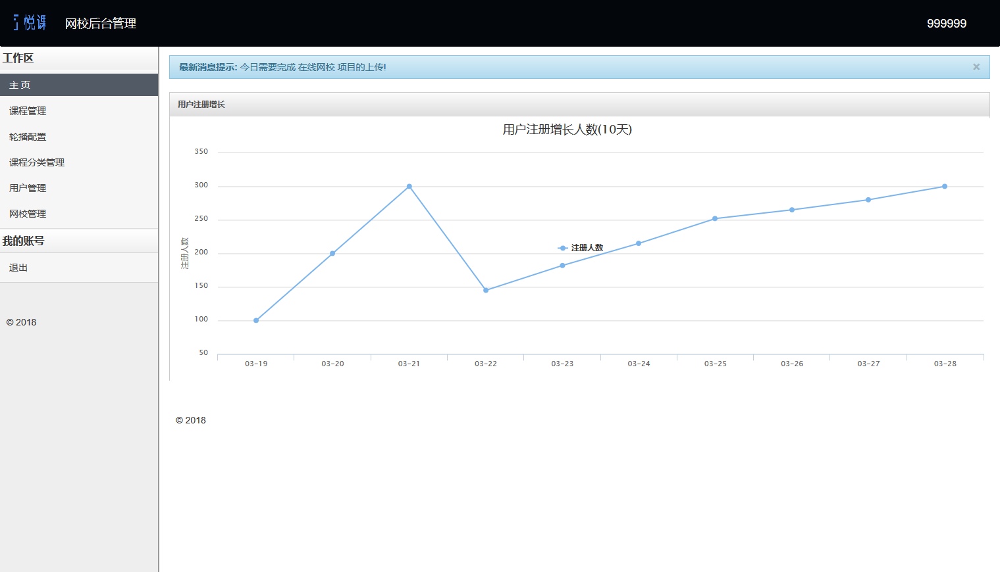 悦课 网校后台管理 999999
工作区
主 页
课程管理
轮播配置
课程分类管理
用户管理
网校管理
我的账号
退出
© 2018
最新消息提示: 今日需要完成 在线网校 项目的上传! ×
用户注册增长
用户注册增长人数(10天)
注册人数
350
300
250
200
150
100
50
注册人数
03-19 03-20 03-21 03-22 03-23 03-24 03-25 03-26 03-27 03-28
© 2018